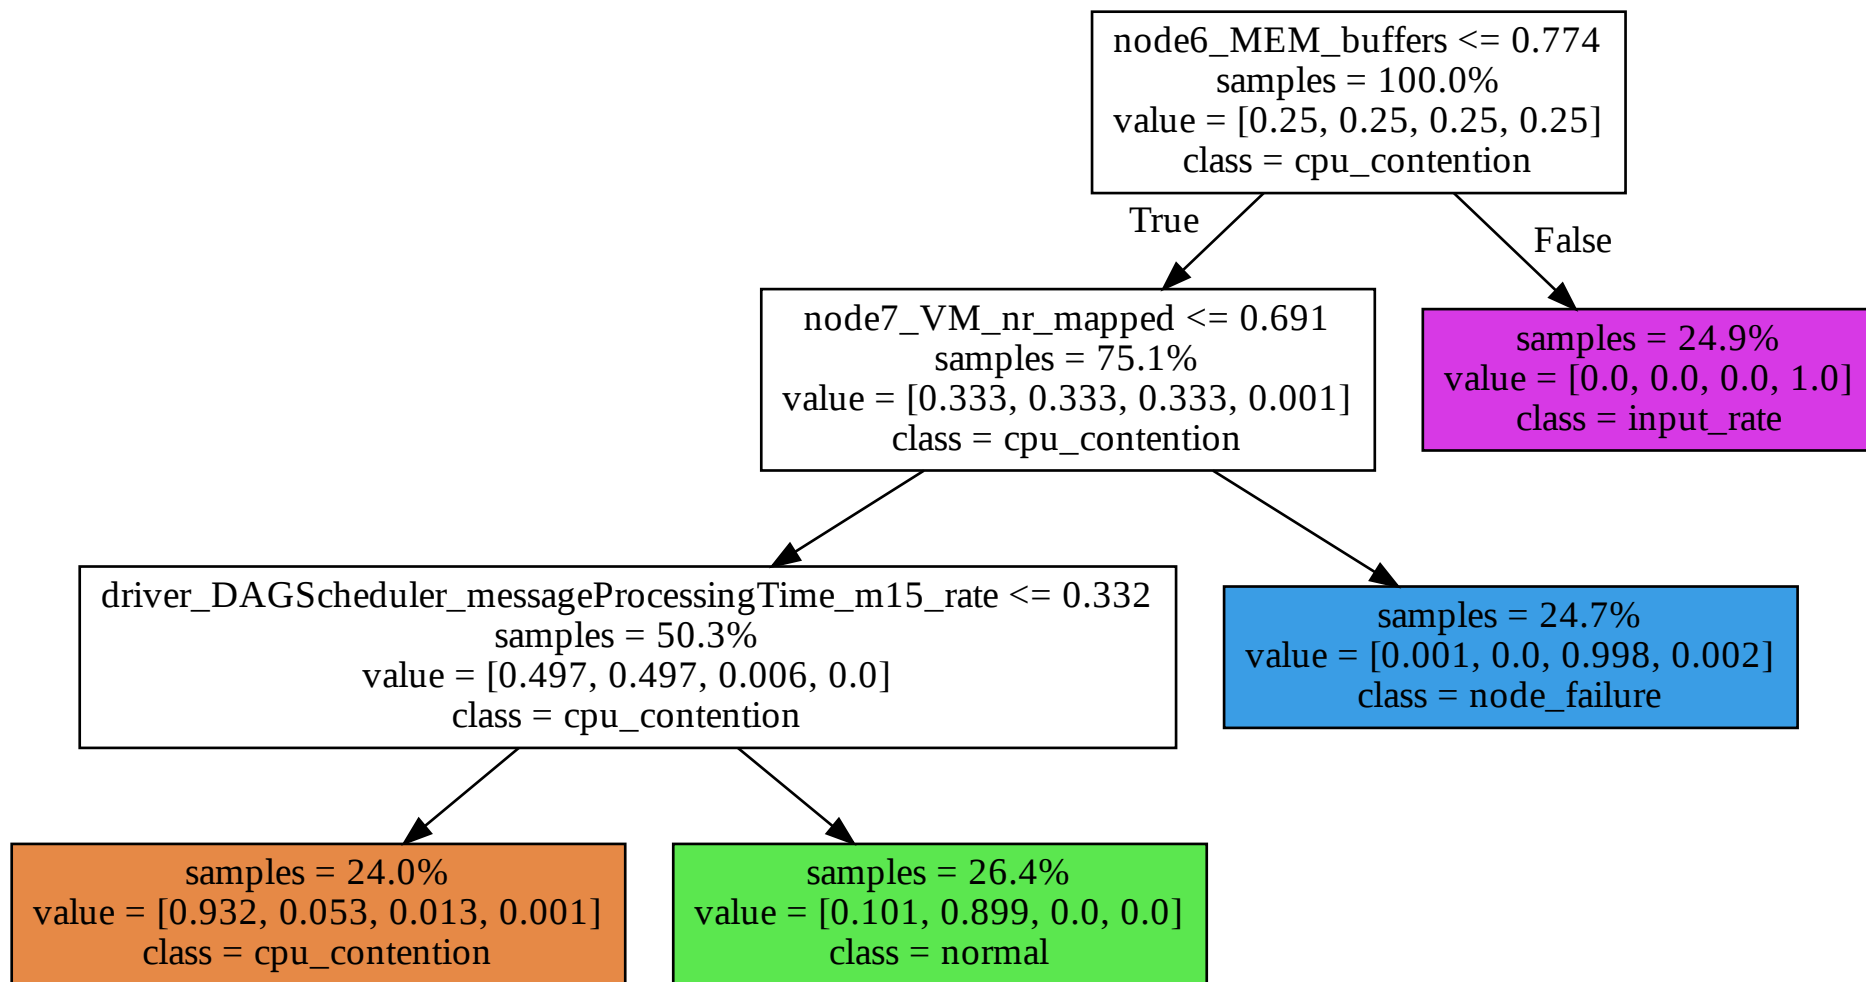 node6_MEM_buffers <= 0.774
samples = 100.0%
value = [0.25, 0.25, 0.25, 0.25]
class = cpu_contention
True
False
node7_VM_nr_mapped <= 0.691
samples = 75.1%
value = [0.333, 0.333, 0.333, 0.001]
class = cpu_contention
samples = 24.9%
value = [0.0, 0.0, 0.0, 1.0]
class = input_rate
driver_DAGScheduler_messageProcessingTime_m15_rate <= 0.332
samples = 50.3%
value = [0.497, 0.497, 0.006, 0.0]
class = cpu_contention
samples = 24.7%
value = [0.001, 0.0, 0.998, 0.002]
class = node_failure
samples = 24.0%
value = [0.932, 0.053, 0.013, 0.001]
class = cpu_contention
samples = 26.4%
value = [0.101, 0.899, 0.0, 0.0]
class = normal